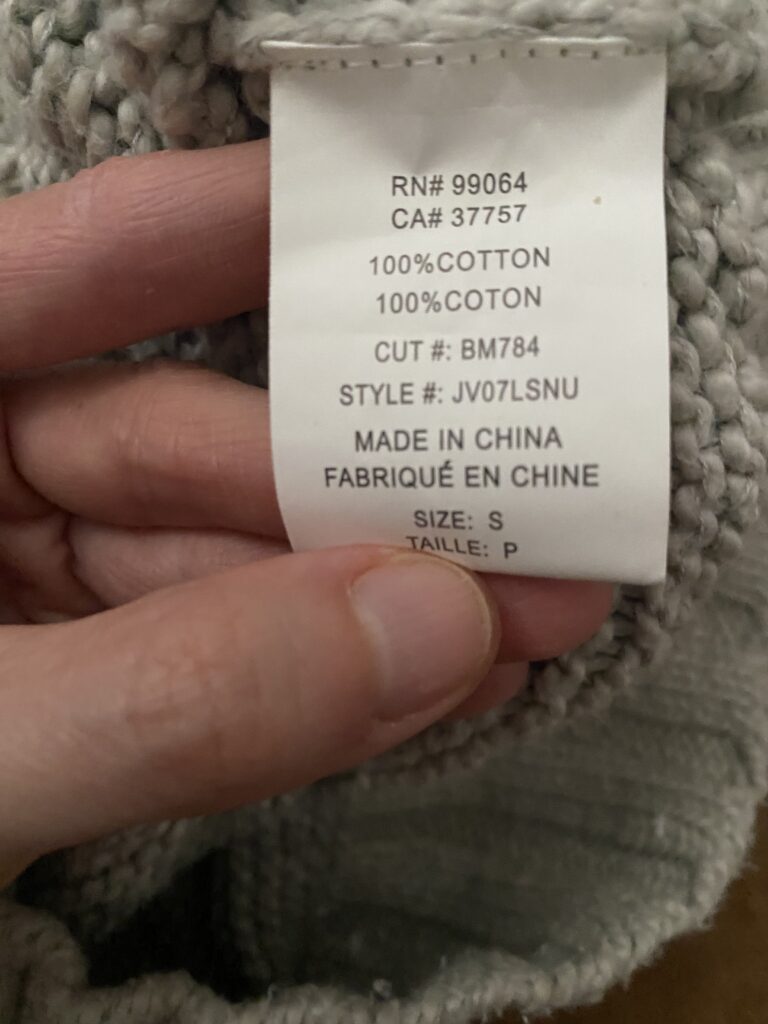 RN# 99064
CA# 37757
100%COTTON
100%COTON
CUT #: BM784
STYLE #: JV07LSNU
MADE IN CHINA
FABRIQUÉ EN CHINE
SIZE: S
TAILLE: P